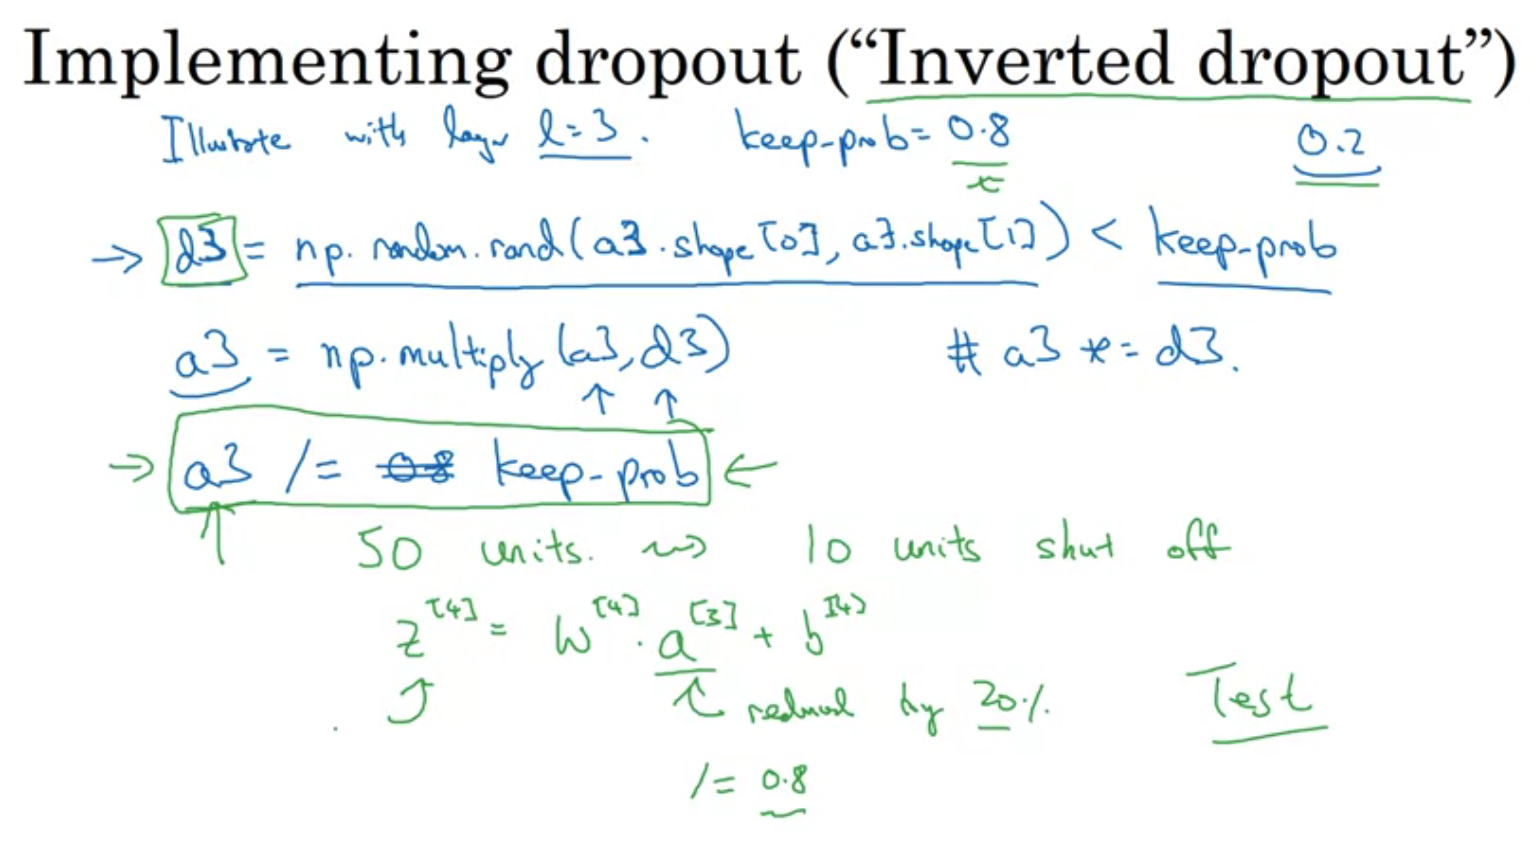 Implementing dropout (“Inverted dropout”)
Illustrate with layer l=3. keep-prob= 0.8 0.2
→ d3 = np.random.rand(a3.shape[0], a3.shape[1]) < keep-prob
a3 = np.multiply(a3, d3) # a3 *= d3.
→ a3 /= 0.8 keep-prob ←
50 units. ⇝ 10 units shut off
z^[4] = W^[4] · a^[3] + b^[4]
reduced by 20% Test
/= 0.8